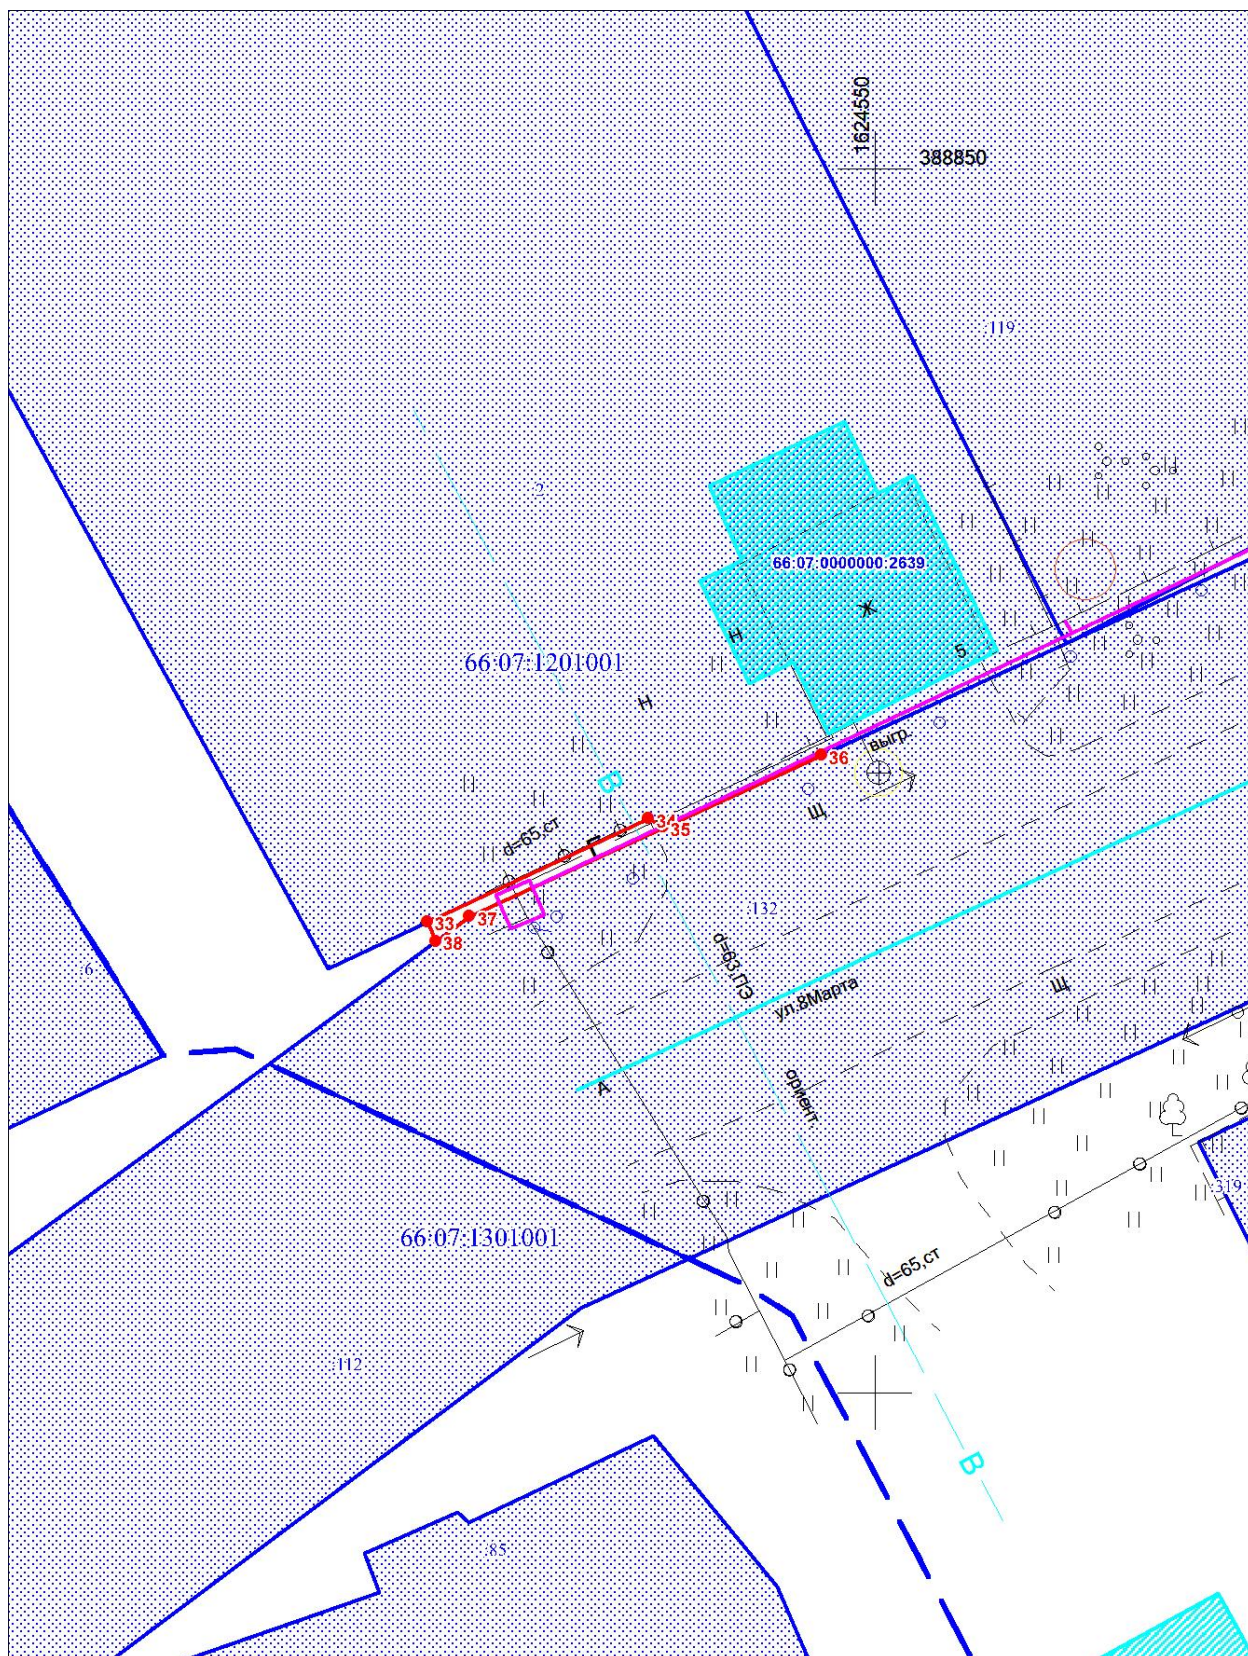 1624550
388850
:119
:2
66:07:0000000:2639
Ж
Н
5
66:07:1201001
Н
выгр.
36
В
34
35
Щ
d=65,ст
Г
33
37
38
:132
:6
d=63,ПЭ
ул.8Марта
Щ
А
ориент.
:319
66:07:1301001
d=65,ст
:112
В
:85